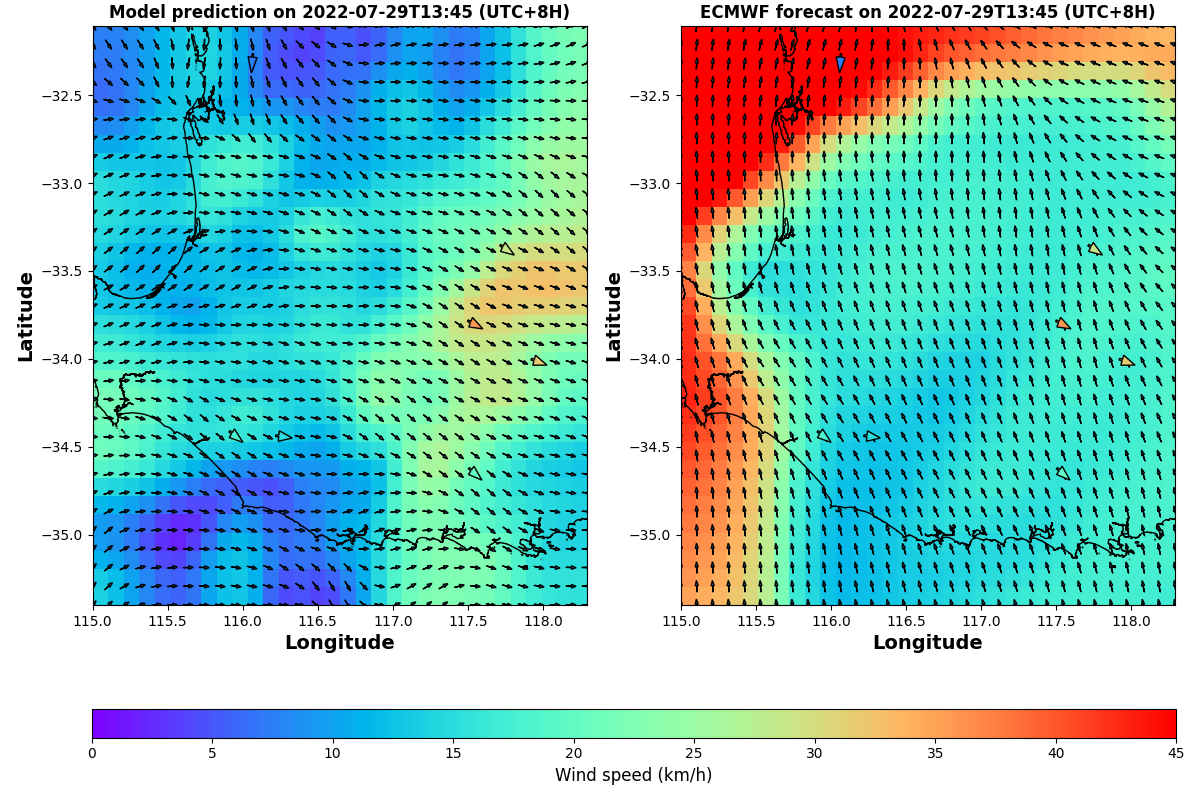 Model prediction on 2022-07-29T13:45 (UTC+8H)
ECMWF forecast on 2022-07-29T13:45 (UTC+8H)
−32.5
−33.0
−33.5
−34.0
−34.5
−35.0
Latitude
115.0 115.5 116.0 116.5 117.0 117.5 118.0
Longitude
−32.5
−33.0
−33.5
−34.0
−34.5
−35.0
Latitude
115.0 115.5 116.0 116.5 117.0 117.5 118.0
Longitude
0 5 10 15 20 25 30 35 40 45
Wind speed (km/h)